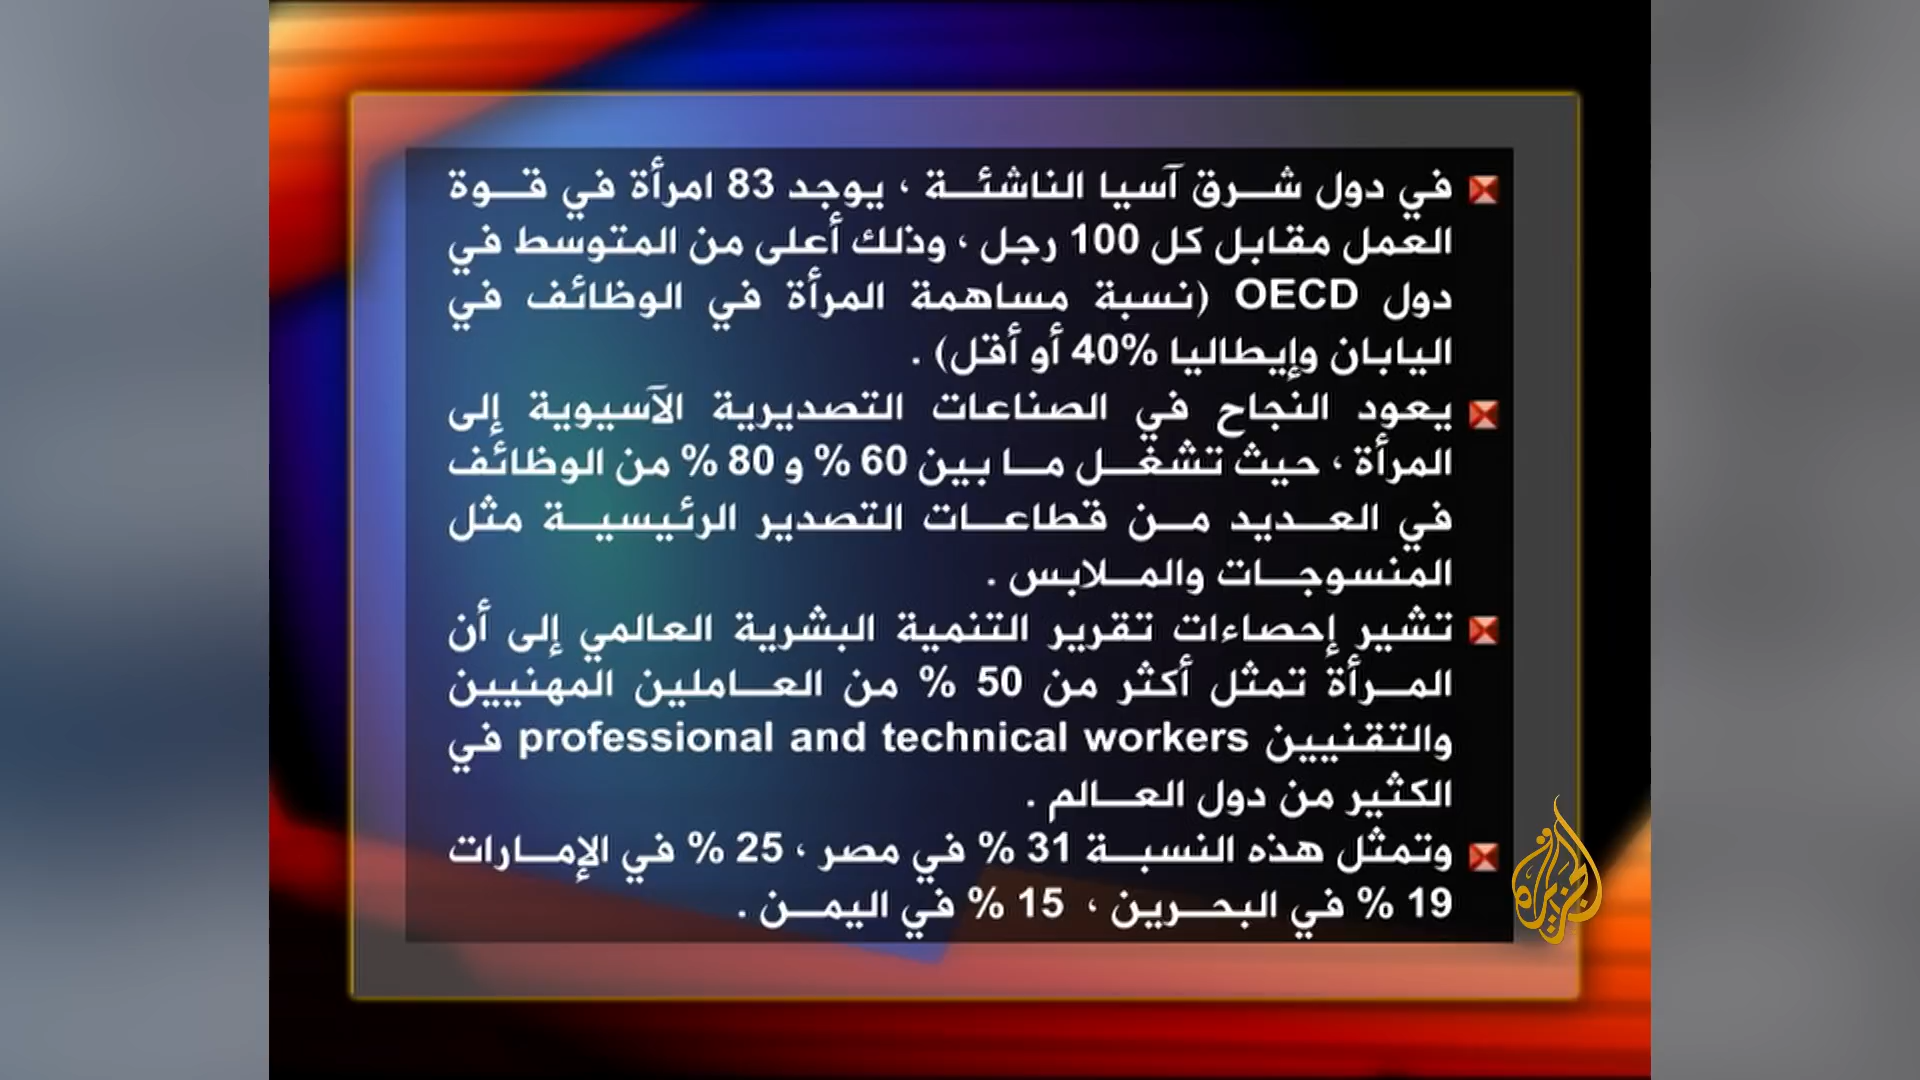 في دول شرق آسيا الناشئة ، يوجد 83 امرأة في قوة
العمل مقابل كل 100 رجل ، وذلك أعلى من المتوسط في
دول OECD (نسبة مساهمة المرأة في الوظائف في
اليابان وإيطاليا %40 أو أقل) .
يعود النجاح في الصناعات التصديرية الآسيوية إلى
المرأة ، حيث تشغل ما بين 60 % و 80 % من الوظائف
في العديد من قطاعات التصدير الرئيسية مثل
المنسوجات والملابس .
تشير إحصاءات تقرير التنمية البشرية العالمي إلى أن
المرأة تمثل أكثر من 50 % من العاملين المهنيين
والتقنيين professional and technical workers في
الكثير من دول العالم .
وتمثل هذه النسبة 31 % في مصر ، 25 % في الإمارات
19 % في البحرين ، 15 % في اليمن .
الجزيرة